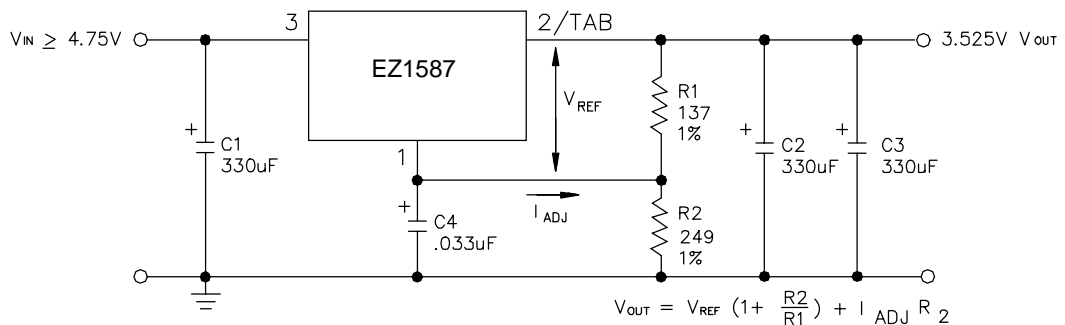 VIN ≥ 4.75V
3
EZ1587
2/TAB
3.525V VOUT
VREF
R1
137
1%
+
C1
330uF
1
+
C2
330uF
+
C3
330uF
IADJ
+
C4
.033uF
R2
249
1%
VOUT = VREF (1+ R2/R1) + IADJ R2